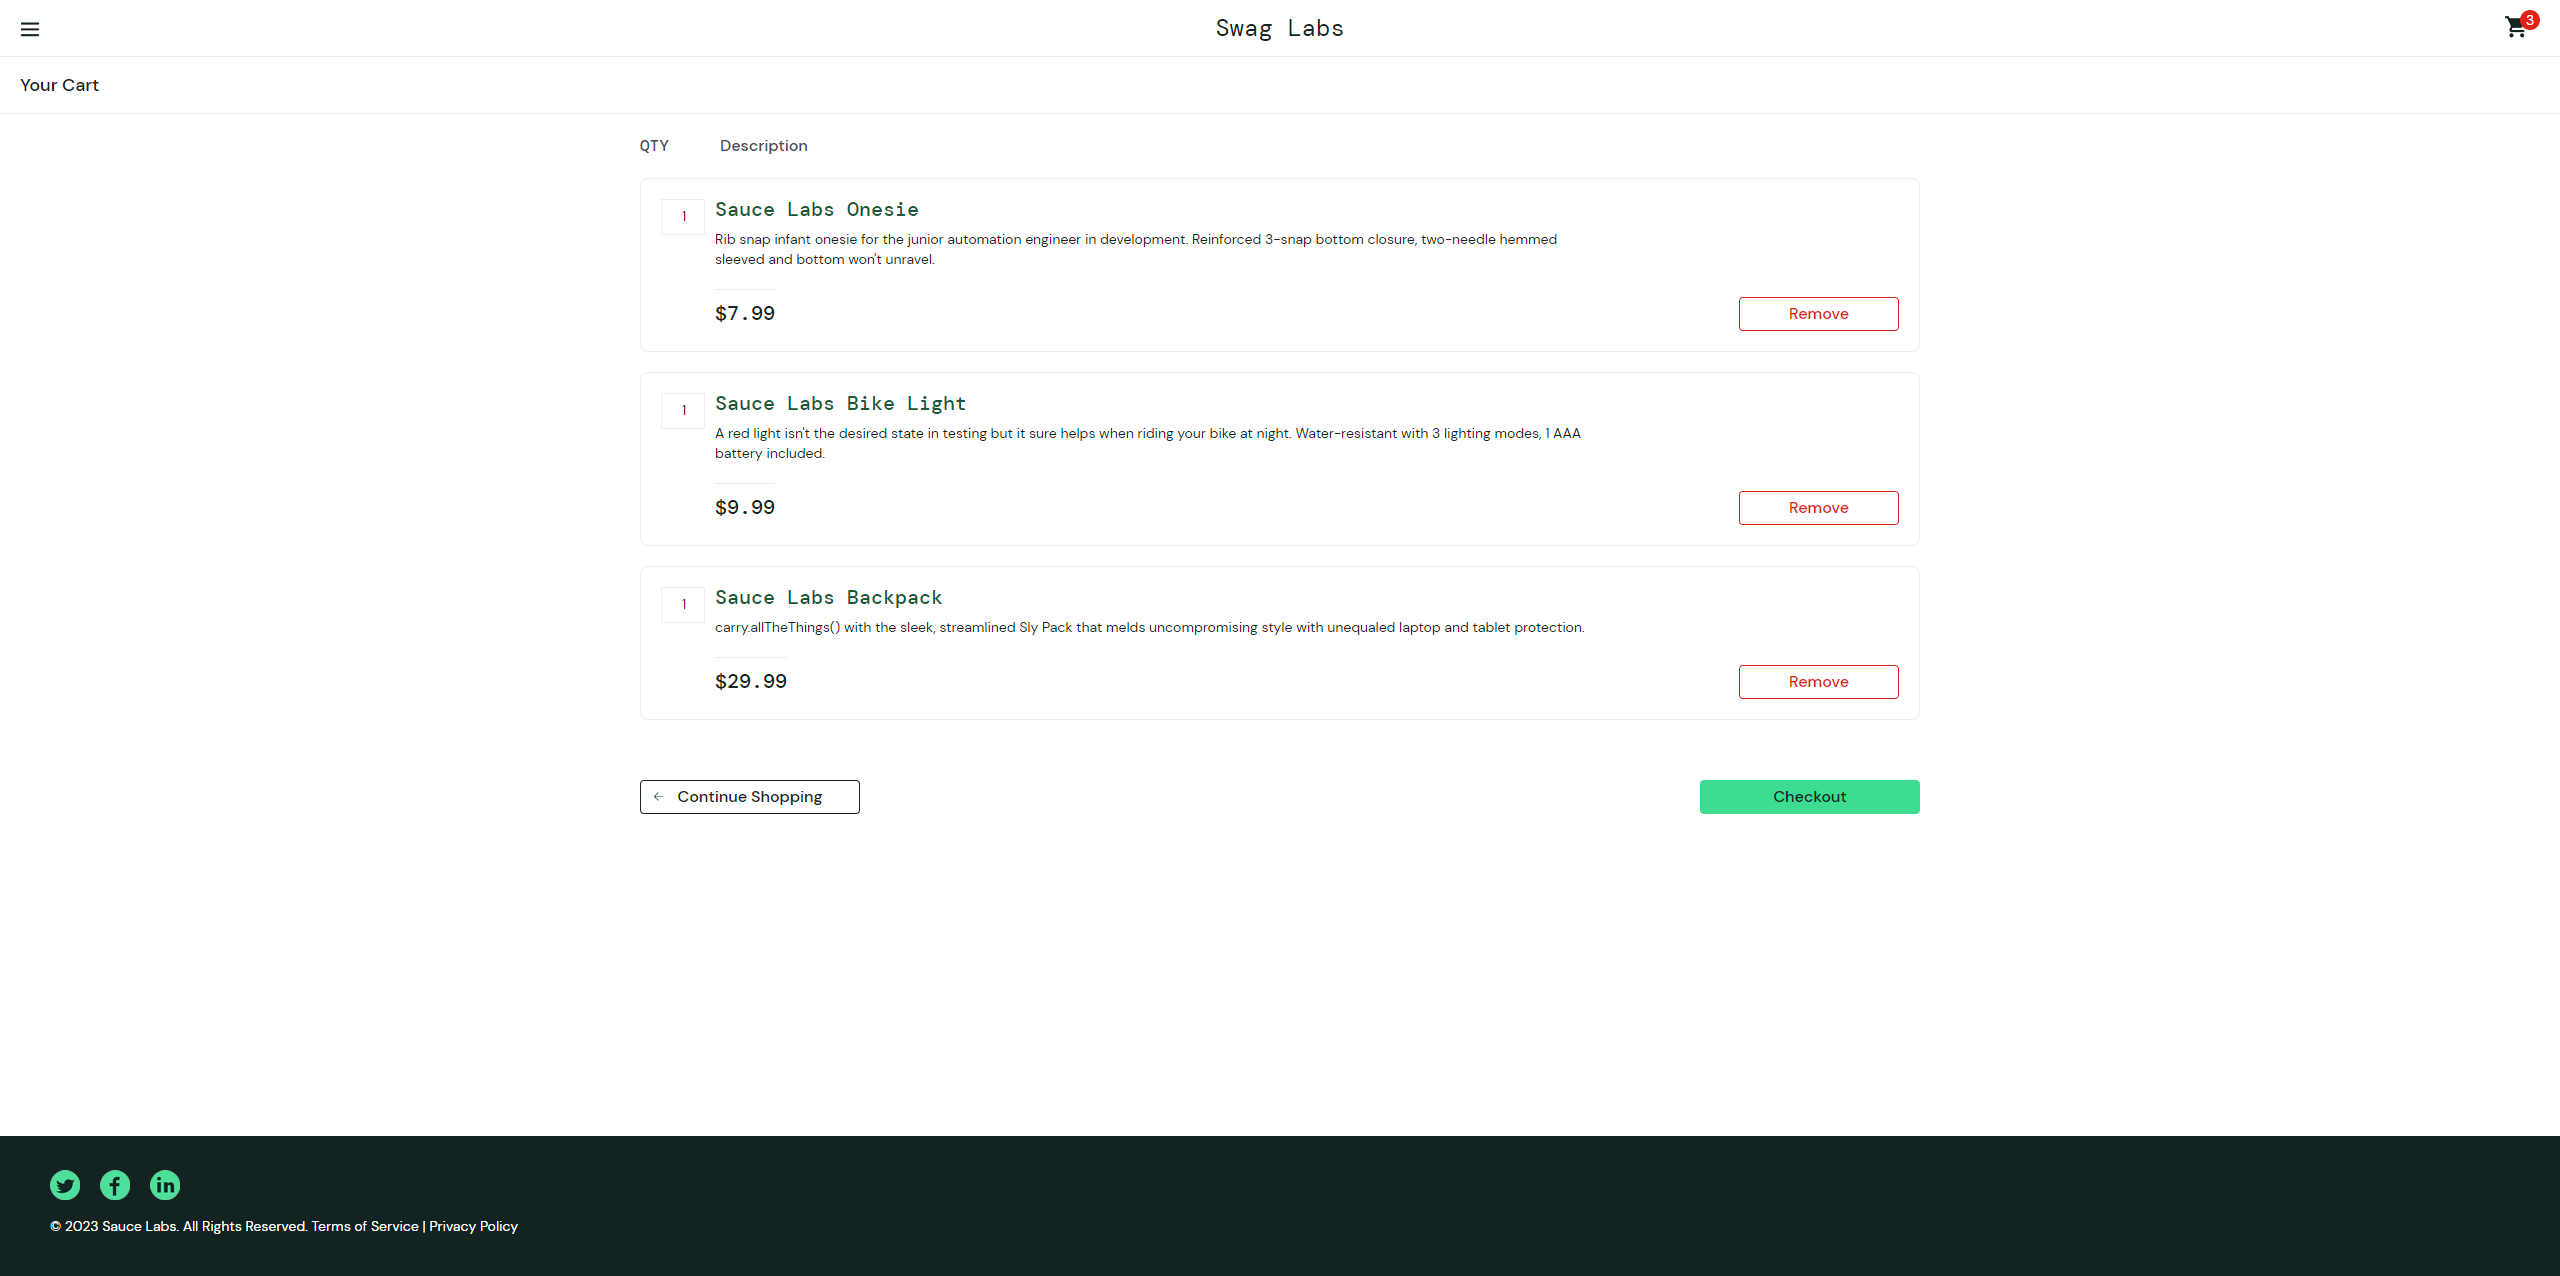 Swag Labs
3
Your Cart
QTY Description
1
Sauce Labs Onesie
Rib snap infant onesie for the junior automation engineer in development. Reinforced 3-snap bottom closure, two-needle hemmed
sleeved and bottom won't unravel.
$7.99
Remove
1
Sauce Labs Bike Light
A red light isn't the desired state in testing but it sure helps when riding your bike at night. Water-resistant with 3 lighting modes, 1 AAA
battery included.
$9.99
Remove
1
Sauce Labs Backpack
carry.allTheThings() with the sleek, streamlined Sly Pack that melds uncompromising style with unequaled laptop and tablet protection.
$29.99
Remove
Continue Shopping
Checkout
© 2023 Sauce Labs. All Rights Reserved. Terms of Service | Privacy Policy